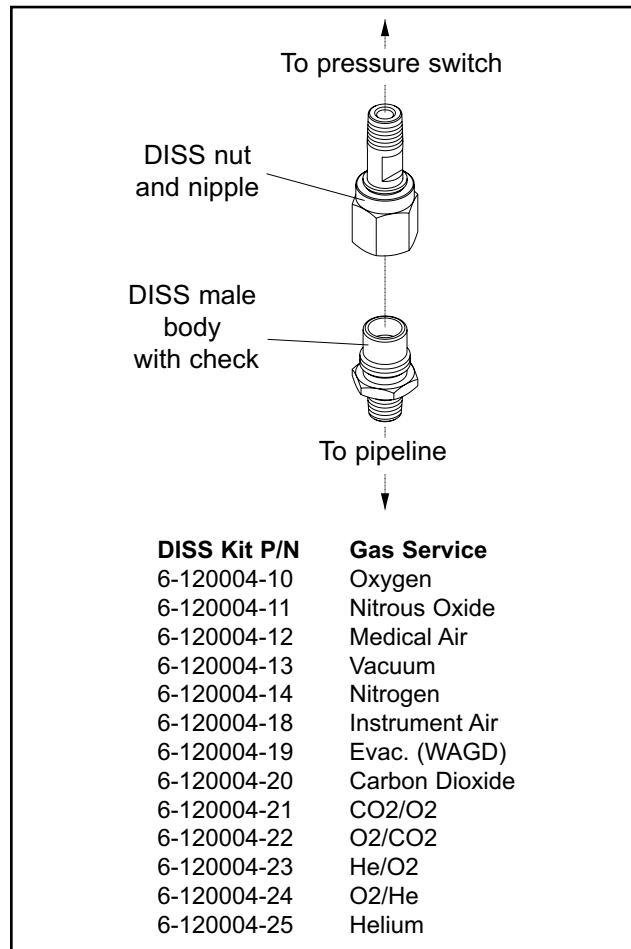 To pressure switch
DISS nut
and nipple
DISS male
body
with check
To pipeline
DISS Kit P/N Gas Service
6-120004-10 Oxygen
6-120004-11 Nitrous Oxide
6-120004-12 Medical Air
6-120004-13 Vacuum
6-120004-14 Nitrogen
6-120004-18 Instrument Air
6-120004-19 Evac. (WAGD)
6-120004-20 Carbon Dioxide
6-120004-21 CO2/O2
6-120004-22 O2/CO2
6-120004-23 He/O2
6-120004-24 O2/He
6-120004-25 Helium